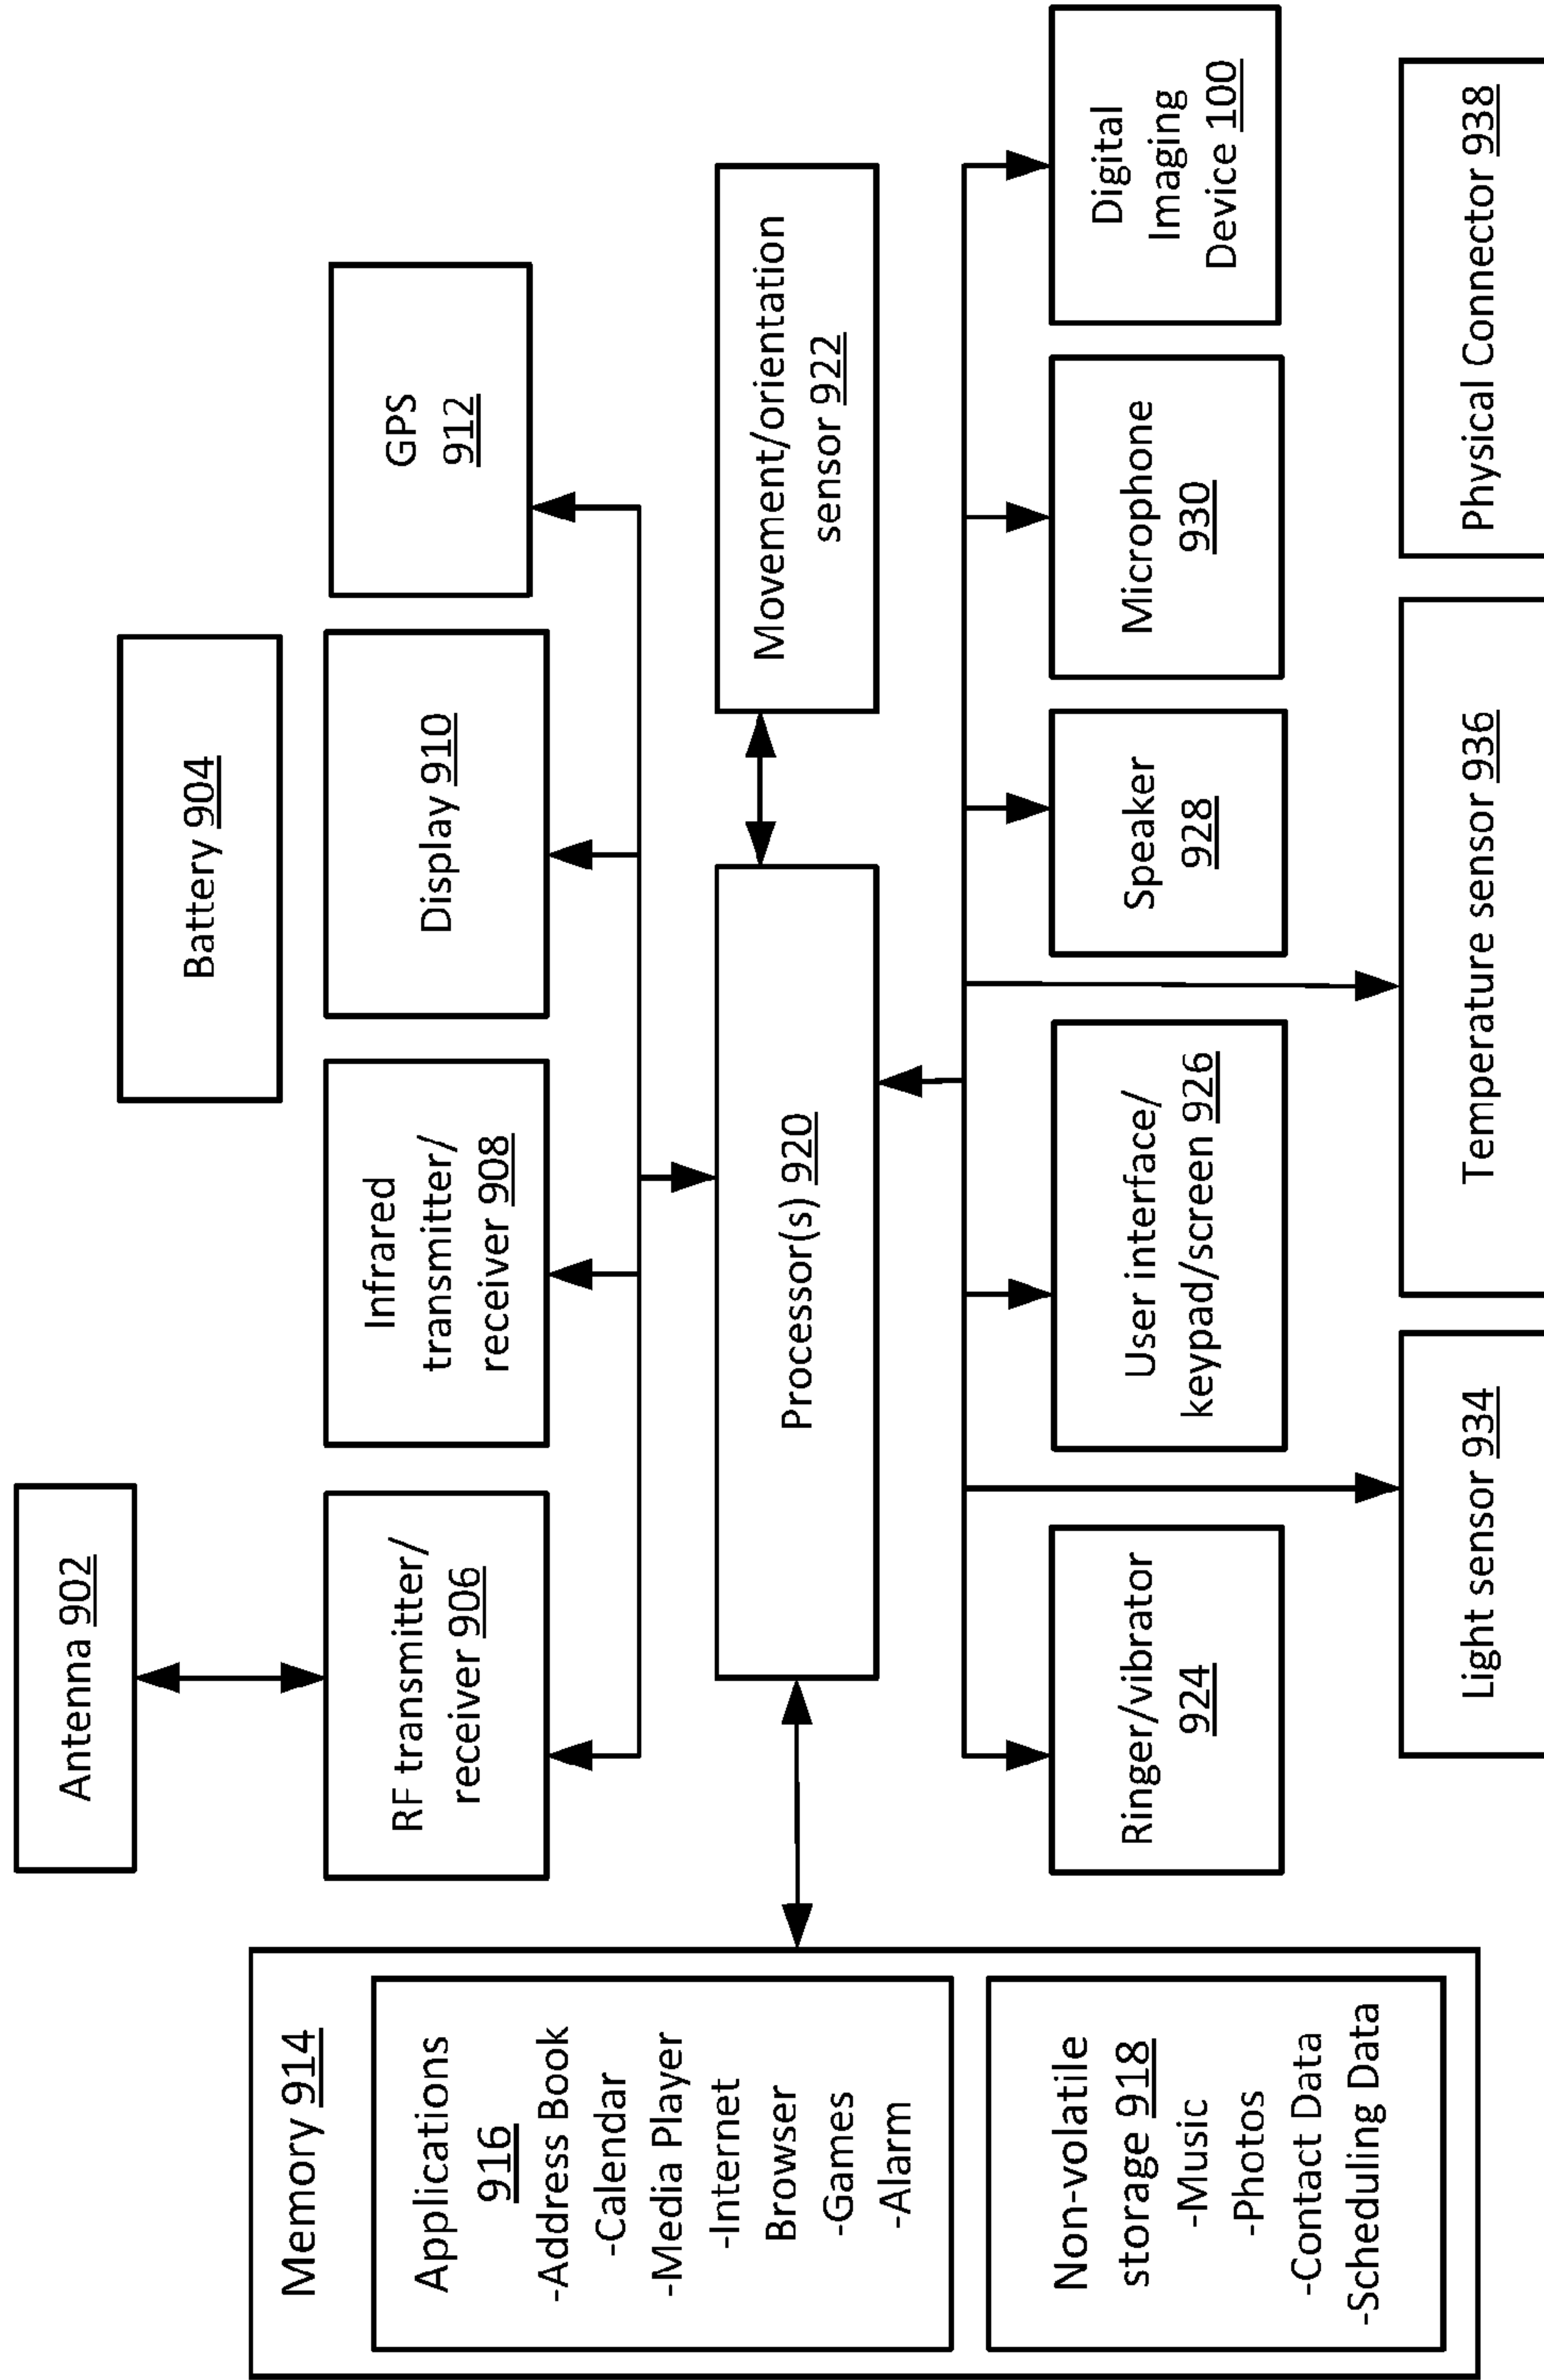 Antenna 902
Battery 904
RF transmitter/
receiver 906
Infrared
transmitter/
receiver 908
Display 910
GPS
912
Memory 914
Applications
916
-Address Book
-Calendar
-Media Player
-Internet
Browser
-Games
-Alarm
Non-volatile
storage 918
-Music
-Photos
-Contact Data
-Scheduling Data
Processor(s) 920
Movement/orientation
sensor 922
Ringer/vibrator
924
User interface/
keypad/screen 926
Speaker
928
Microphone
930
Digital
Imaging
Device 100
Light sensor 934
Temperature sensor 936
Physical Connector 938